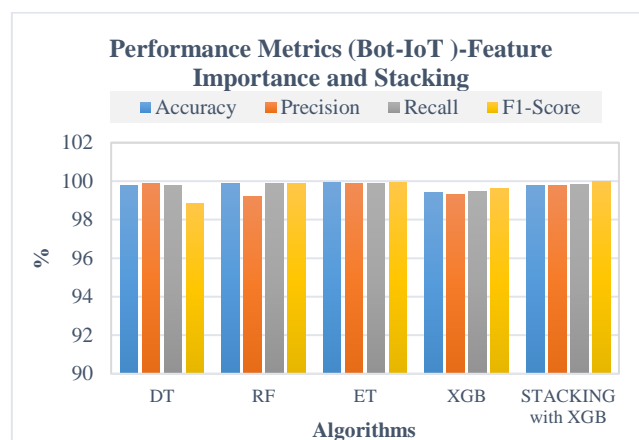 Performance Metrics (Bot-IoT )-Feature
Importance and Stacking
Accuracy Precision Recall F1-Score
102
100
98
96
94
92
90
%
DT RF ET XGB STACKING
with XGB
Algorithms